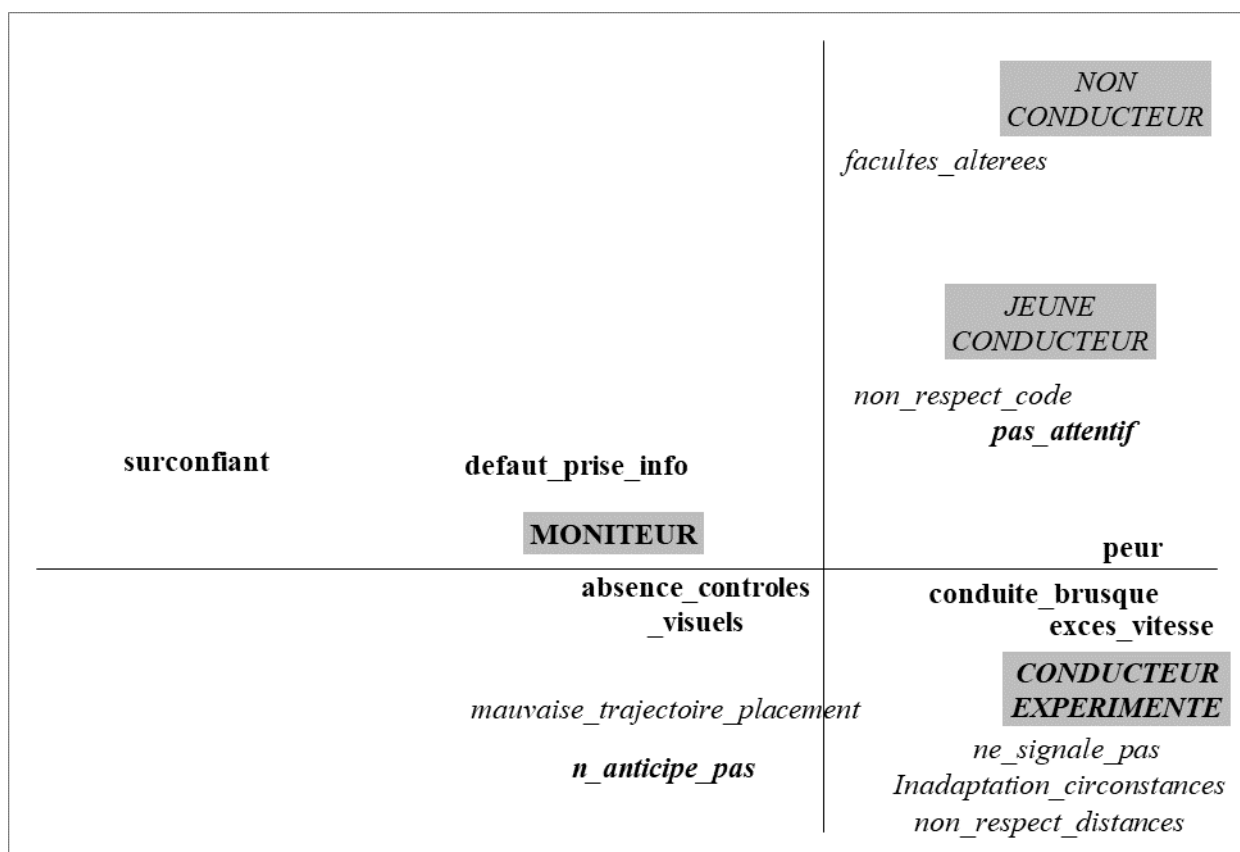 NON
CONDUCTEUR
facultes_alterees
JEUNE
CONDUCTEUR
non_respect_code
pas_attentif
surconfiant
defaut_prise_info
MONITEUR
peur
absence_controles
_visuels
conduite_brusque
exces_vitesse
CONDUCTEUR
EXPERIMENTE
mauvaise_trajectoire_placement
ne_signale_pas
n_anticipe_pas
Inadaptation_circonstances
non_respect_distances